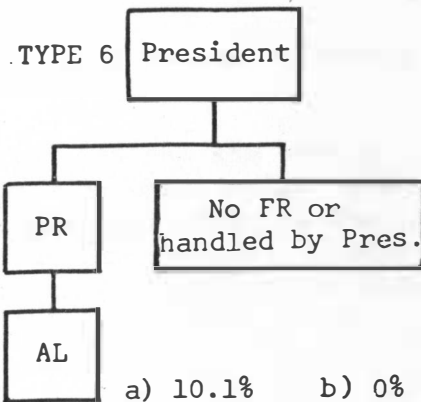 TYPE 6 President
PR
No FR or
handled by Pres.
AL
a) 10.1% b) 0%